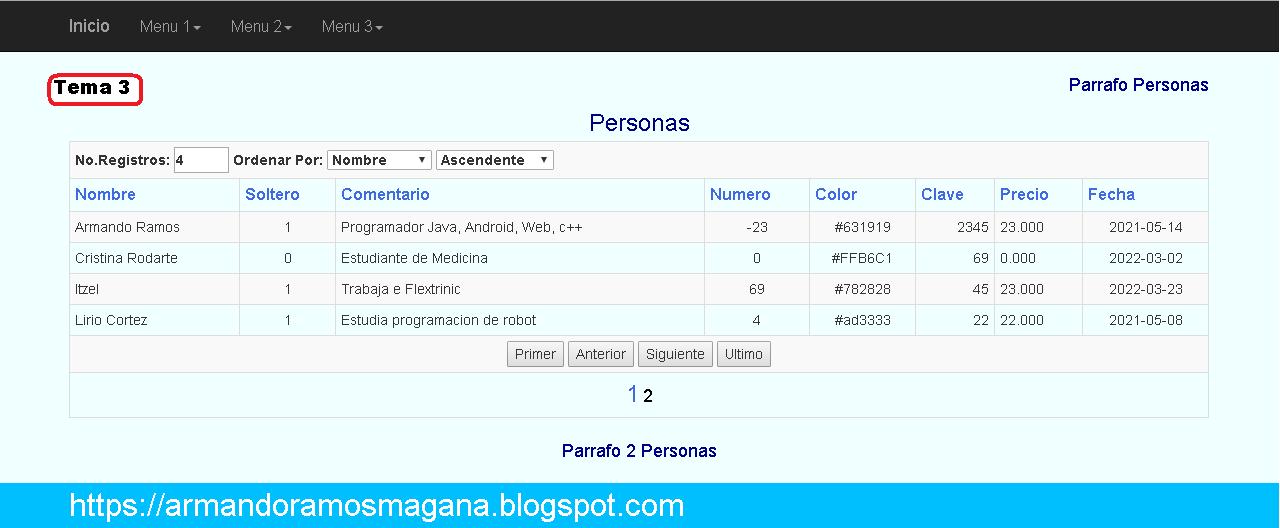 Inicio Menu 1 Menu 2 Menu 3
Tema 3
Parrafo Personas
Personas
No.Registros: 4 Ordenar Por: Nombre Ascendente
Nombre Soltero Comentario Numero Color Clave Precio Fecha
Armando Ramos 1 Programador Java, Android, Web, c++ -23 #631919 2345 23.000 2021-05-14
Cristina Rodarte 0 Estudiante de Medicina 0 #FFB6C1 69 0.000 2022-03-02
Itzel 1 Trabaja e Flextrinic 69 #782828 45 23.000 2022-03-23
Lirio Cortez 1 Estudia programacion de robot 4 #ad3333 22 22.000 2021-05-08
Primer Anterior Siguiente Ultimo
1 2
Parrafo 2 Personas
https://armandoramosmagana.blogspot.com